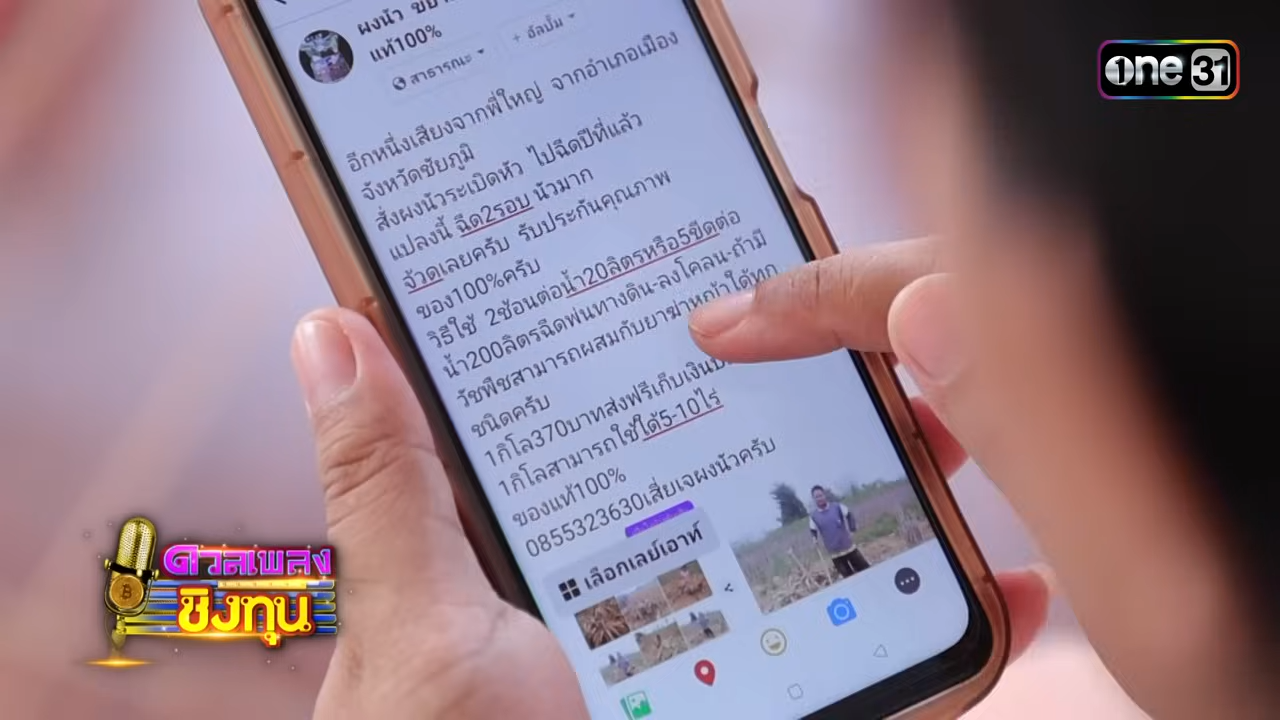 ผงนัว
แท้100%
สาธารณะ
+ อัลบั้ม
one 31
อีกหนึ่งเสียงจากพี่ใหญ่ จากอำเภอเมือง
จังหวัดชัยภูมิ
สั่งผงนัวระเบิดหัว ไปฉีดปีที่แล้ว
แปลงนี้ ฉีด2รอบ นัวมาก
จ้วดเลยครับ รับประกันคุณภาพ
ของ100%ครับ
วิธีใช้ 2ช้อนต่อน้ำ20ลิตรหรือ5ขีดต่อ
น้ำ200ลิตรฉีดพ่นทางดิน-ลงโคลน-ถ้ามี
วัชพืชสามารถผสมกับยาฆ่าหญ้าได้ทุก
ชนิดครับ
1กิโล370บาทส่งฟรีเก็บเงิน
1กิโลสามารถใช้ได้5-10ไร่
ของแท้100%
0855323630เสี่ยเจผงนัวครับ
เลือกเลย์เอาท์
ดวลเพลง
ชิงทุน